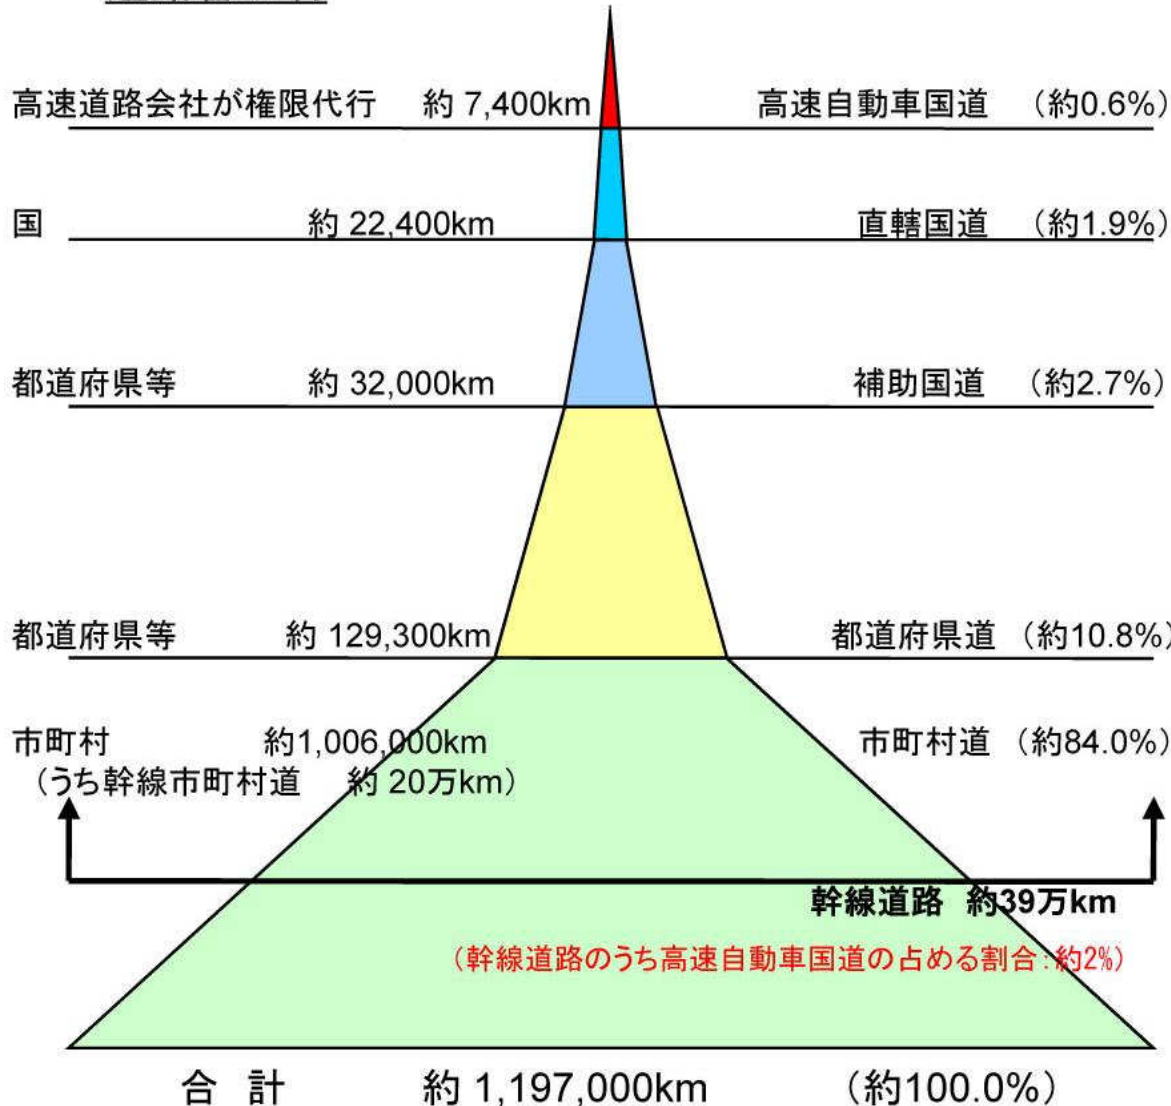 高速道路会社が権限代行 約 7,400km 高速自動車国道 (約0.6%)
国 約 22,400km 直轄国道 (約1.9%)
都道府県等 約 32,000km 補助国道 (約2.7%)
都道府県等 約 129,300km 都道府県道 (約10.8%)
市町村 約1,006,000km 市町村道 (約84.0%)
(うち幹線市町村道 約 20万km)
幹線道路 約39万km
(幹線道路のうち高速自動車国道の占める割合:約2%)
合 計 約 1,197,000km (約100.0%)